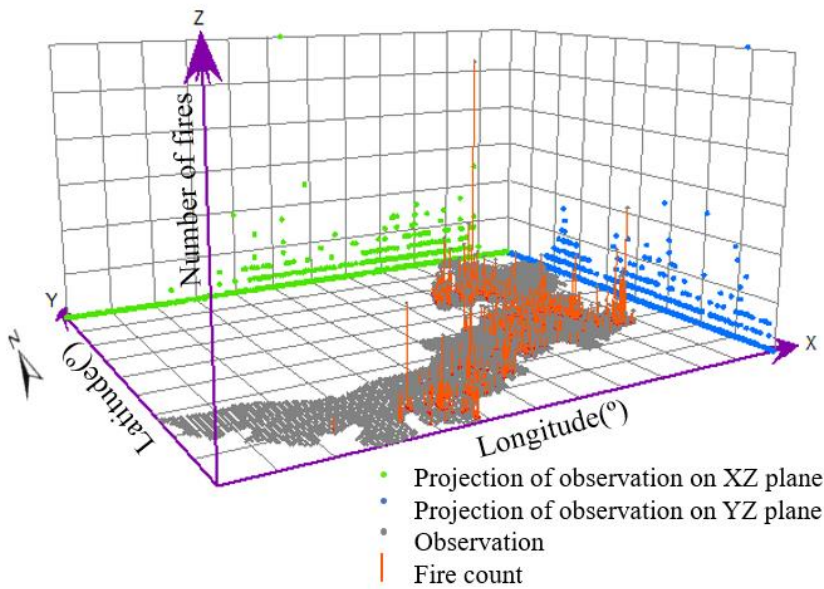 Z
Number of fires
Y
X
N
Latitude(º)
Longitude(º)
Projection of observation on XZ plane
Projection of observation on YZ plane
Observation
Fire count